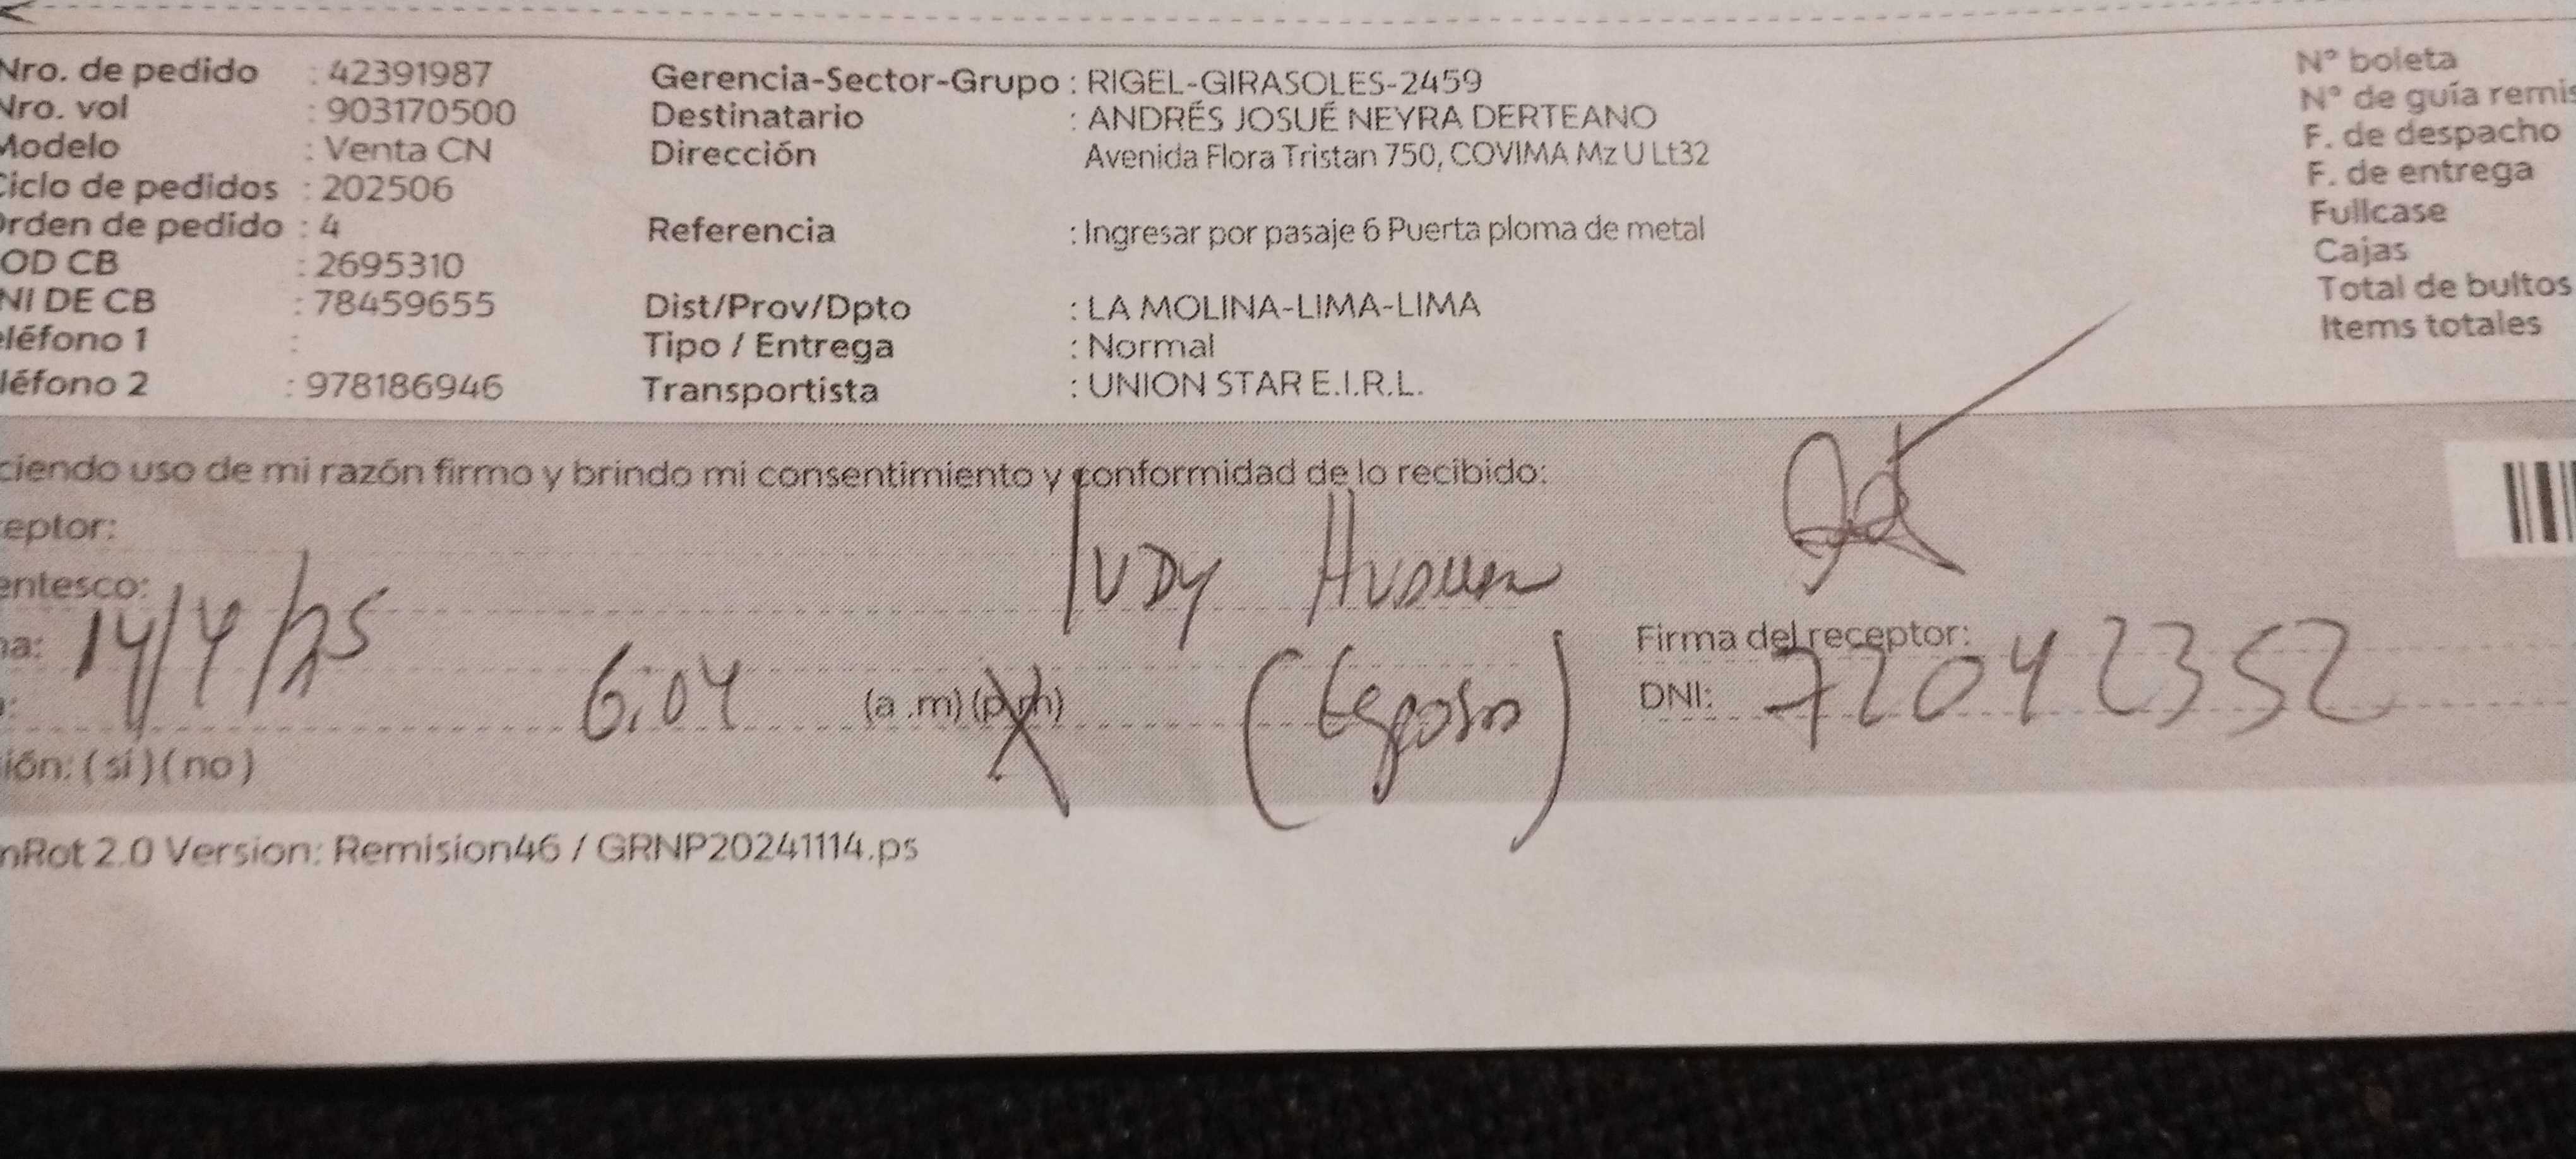 Nro. de pedido : 42391987 Gerencia-Sector-Grupo : RIGEL-GIRASOLES-2459 N° boleta
Nro. vol : 903170500 Destinatario : ANDRÉS JOSUÉ NEYRA DERTEANO N° de guía remis
Modelo : Venta CN Dirección Avenida Flora Tristan 750, COVIMA Mz U Lt32 F. de despacho
Ciclo de pedidos : 202506 F. de entrega
Orden de pedido : 4 Referencia : Ingresar por pasaje 6 Puerta ploma de metal Fullcase
OD CB : 2695310 Cajas
NI DE CB : 78459655 Dist/Prov/Dpto : LA MOLINA-LIMA-LIMA Total de bultos
eléfono 1 : Tipo / Entrega : Normal Items totales
léfono 2 : 978186946 Transportista : UNION STAR E.I.R.L.
ciendo uso de mi razón firmo y brindo mi consentimiento y conformidad de lo recibido:
eptor:
entesco:
Firma del receptor:
ha: 14/4/25
6:04 (a .m) (p.m) DNI: 72042352
ión: ( sí ) ( no )
nRot 2.0 Version: Remision46 / GRNP20241114.ps